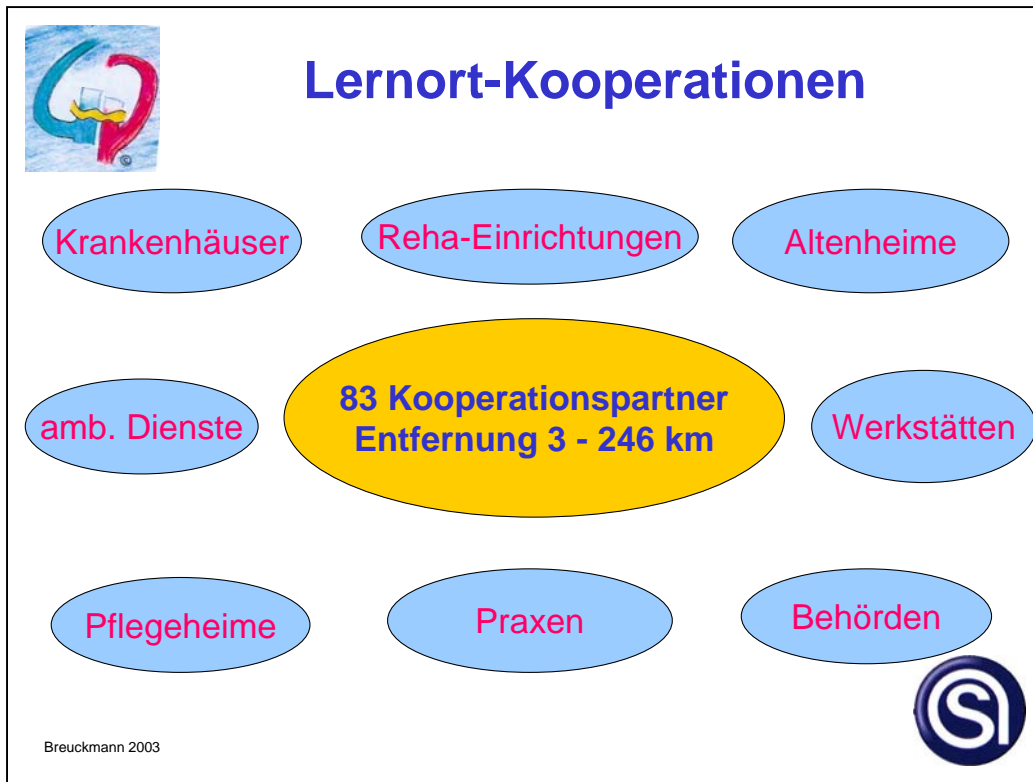 Lernort-Kooperationen
Krankenhäuser
Reha-Einrichtungen
Altenheime
83 Kooperationspartner
Entfernung 3 - 246 km
amb. Dienste
Werkstätten
Pflegeheime
Praxen
Behörden
Breuckmann 2003